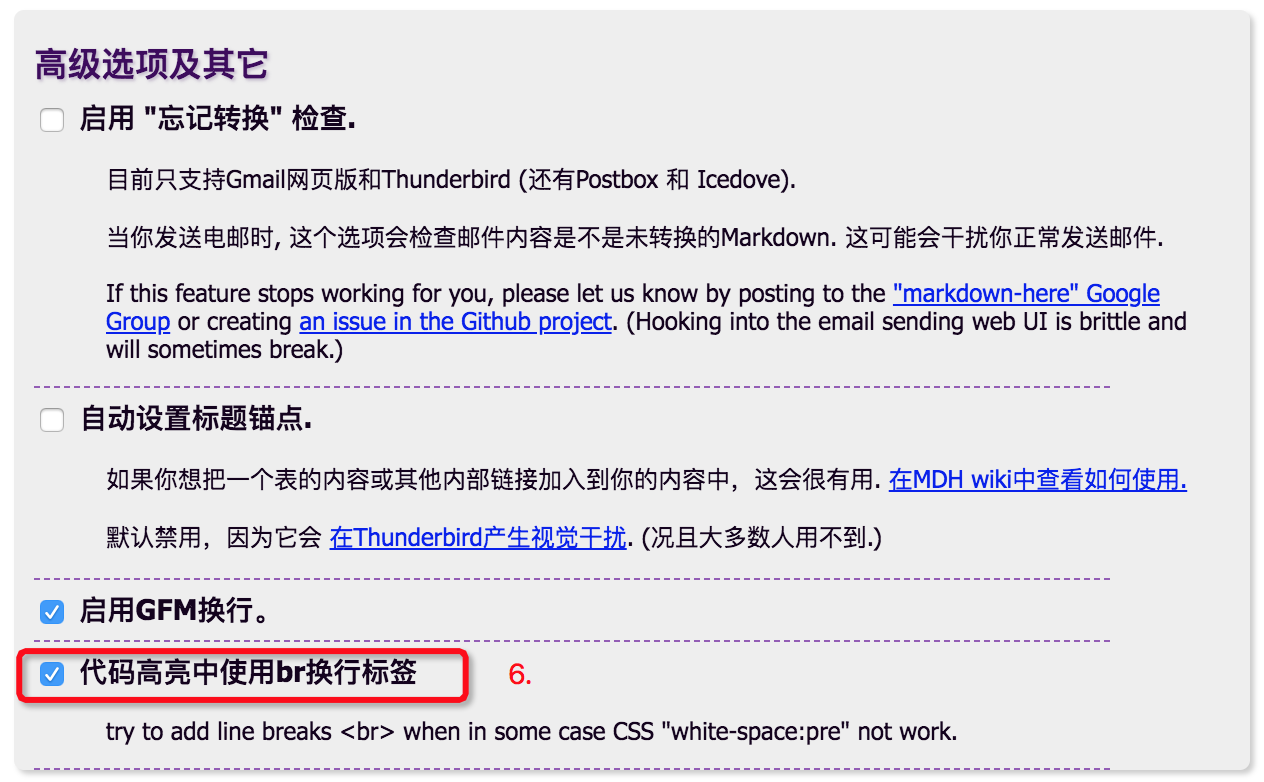 高级选项及其它
启用 "忘记转换" 检查.
目前只支持Gmail网页版和Thunderbird (还有Postbox 和 Icedove).
当你发送电邮时, 这个选项会检查邮件内容是不是未转换的Markdown. 这可能会干扰你正常发送邮件.
If this feature stops working for you, please let us know by posting to the "markdown-here" Google
Group or creating an issue in the Github project. (Hooking into the email sending web UI is brittle and
will sometimes break.)
自动设置标题锚点.
如果你想把一个表的内容或其他内部链接加入到你的内容中，这会很有用. 在MDH wiki中查看如何使用.
默认禁用，因为它会 在Thunderbird产生视觉干扰. (况且大多数人用不到.)
启用GFM换行。
代码高亮中使用br换行标签 6.
try to add line breaks <br> when in some case CSS "white-space:pre" not work.